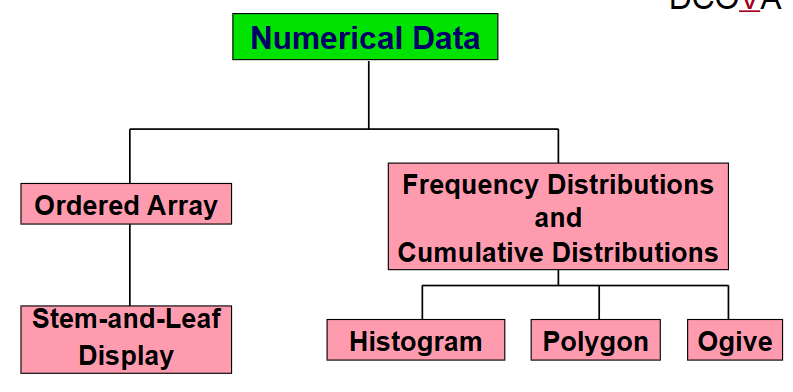 DCOVA
Numerical Data
Ordered Array
Frequency Distributions
and
Cumulative Distributions
Stem-and-Leaf
Display
Histogram
Polygon
Ogive